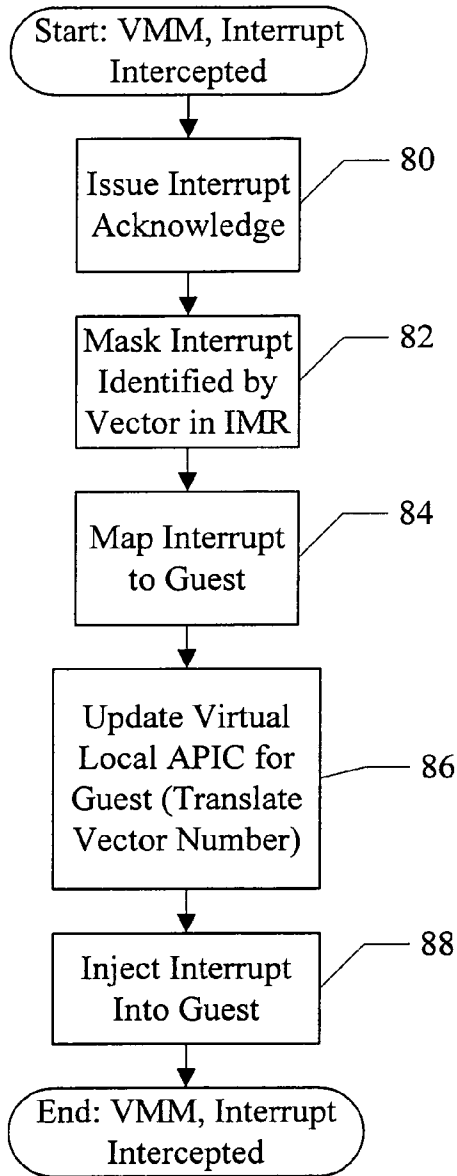 Start: VMM, Interrupt
Intercepted
80
Issue Interrupt
Acknowledge
82
Mask Interrupt
Identified by
Vector in IMR
84
Map Interrupt
to Guest
86
Update Virtual
Local APIC for
Guest (Translate
Vector Number)
88
Inject Interrupt
Into Guest
End: VMM, Interrupt
Intercepted